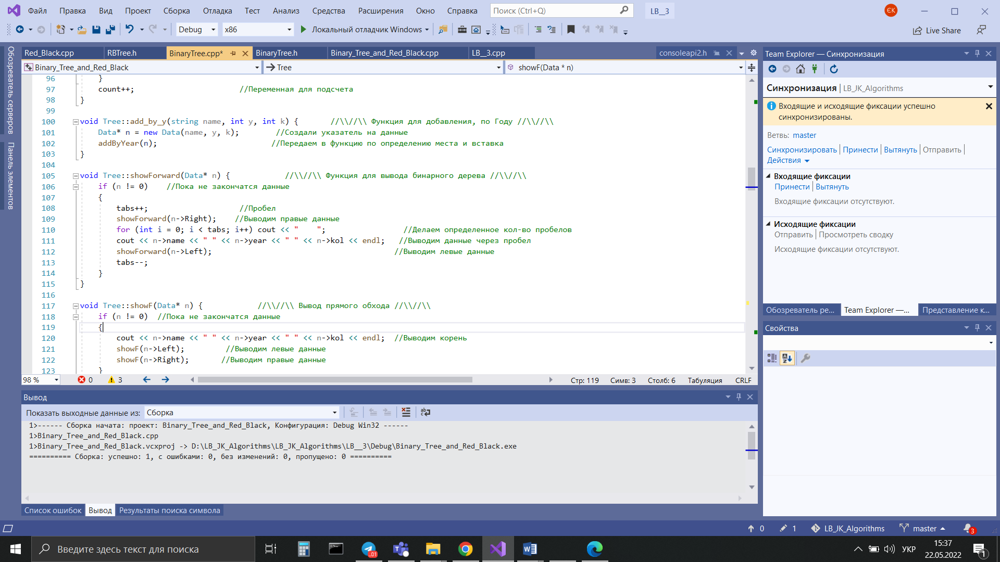 Файл Правка Вид Проект Сборка Отладка Тест Анализ Средства Расширения Окно Справка Поиск (Ctrl+Q) LB__3 ЄК
Debug x86 Локальный отладчик Windows Live Share
Обозреватель серверов
Панель элементов
Red_Black.cpp RBTree.h BinaryTree.cpp* BinaryTree.h Binary_Tree_and_Red_Black.cpp LB__3.cpp consoleapi2.h
Binary_Tree_and_Red_Black Tree showF(Data * n)
96 }
97 count++; //Переменная для подсчета
98 }
99
100 void Tree::add_by_y(string name, int y, int k) { //\\//\\ Функция для добавления, по Году //\\//\\
101 Data* n = new Data(name, y, k); //Создали указатель на данные
102 addByYear(n); //Передаем в функцию по определению места и вставка
103 }
104
105 void Tree::showForward(Data* n) { //\\//\\ Функция для вывода бинарного дерева //\\//\\
106 if (n != 0) //Пока не закончатся данные
107 {
108 tabs++; //Пробел
109 showForward(n->Right); //Выводим правые данные
110 for (int i = 0; i < tabs; i++) cout << "    "; //Делаем определенное кол-во пробелов
111 cout << n->name << " " << n->year << " " << n->kol << endl; //Выводим данные через пробел
112 showForward(n->Left); //Выводим левые данные
113 tabs--;
114 }
115 }
116
117 void Tree::showF(Data* n) { //\\//\\ Вывод прямого обхода //\\//\\
118 if (n != 0) //Пока не закончатся данные
119 {
120 cout << n->name << " " << n->year << " " << n->kol << endl; //Выводим корень
121 showF(n->Left); //Выводим левые данные
122 showF(n->Right); //Выводим правые данные
123 }
98 % 0 3 Стр: 119 Симв: 3 Столб: 6 Табуляция CRLF
Вывод
Показать выходные данные из: Сборка
1>------ Сборка начата: проект: Binary_Tree_and_Red_Black, Конфигурация: Debug Win32 ------
1>Binary_Tree_and_Red_Black.cpp
1>Binary_Tree_and_Red_Black.vcxproj -> D:\LB_JK_Algorithms\LB_JK_Algorithms\LB__3\Debug\Binary_Tree_and_Red_Black.exe
========== Сборка: успешно: 1, с ошибками: 0, без изменений: 0, пропущено: 0 ==========
Список ошибок Вывод Результаты поиска символа
Team Explorer — Синхронизация
Синхронизация | LB_JK_Algorithms
Входящие и исходящие фиксации успешно
синхронизированы.
Ветвь: master
Синхронизировать | Принести | Вытянуть | Отправить |
Действия
Входящие фиксации
Принести | Вытянуть
Входящие фиксации отсутствуют.
Исходящие фиксации
Отправить | Просмотреть сводку
Исходящие фиксации отсутствуют.
Обозреватель ре... Team Explorer —... Представление к...
Свойства
0 1 LB_JK_Algorithms master 3
Введите здесь текст для поиска ..01 УКР 15:37
22.05.2022 1